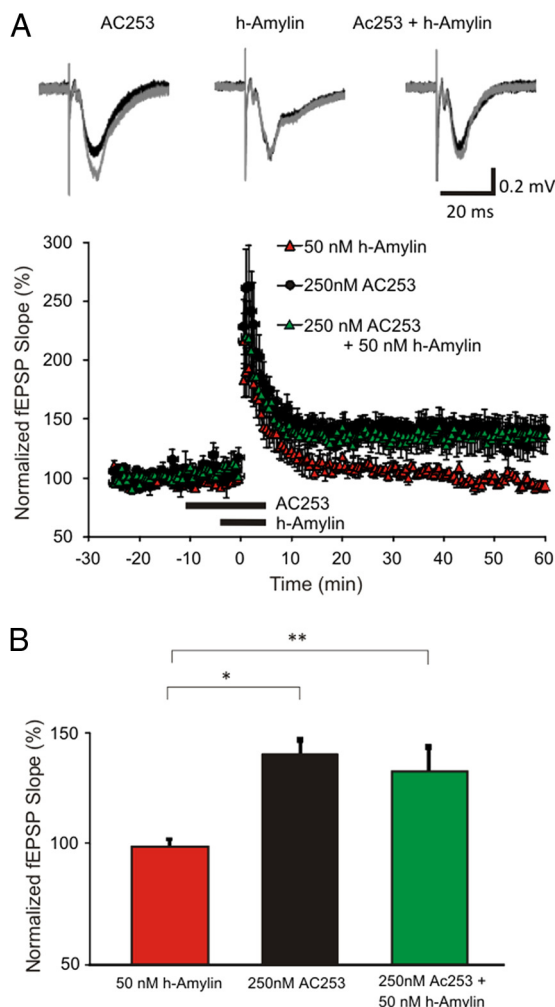 A
AC253 h-Amylin Ac253 + h-Amylin
0.2 mV
20 ms
Normalized fEPSP Slope (%)
300
250
200
150
100
50
50 nM h-Amylin
250nM AC253
250 nM AC253
+ 50 nM h-Amylin
AC253
h-Amylin
-30 -20 -10 0 10 20 30 40 50 60
Time (min)
B
**
*
Normalized fEPSP Slope (%)
150
100
50
50 nM h-Amylin 250nM AC253 250nM Ac253 +
50 nM h-Amylin